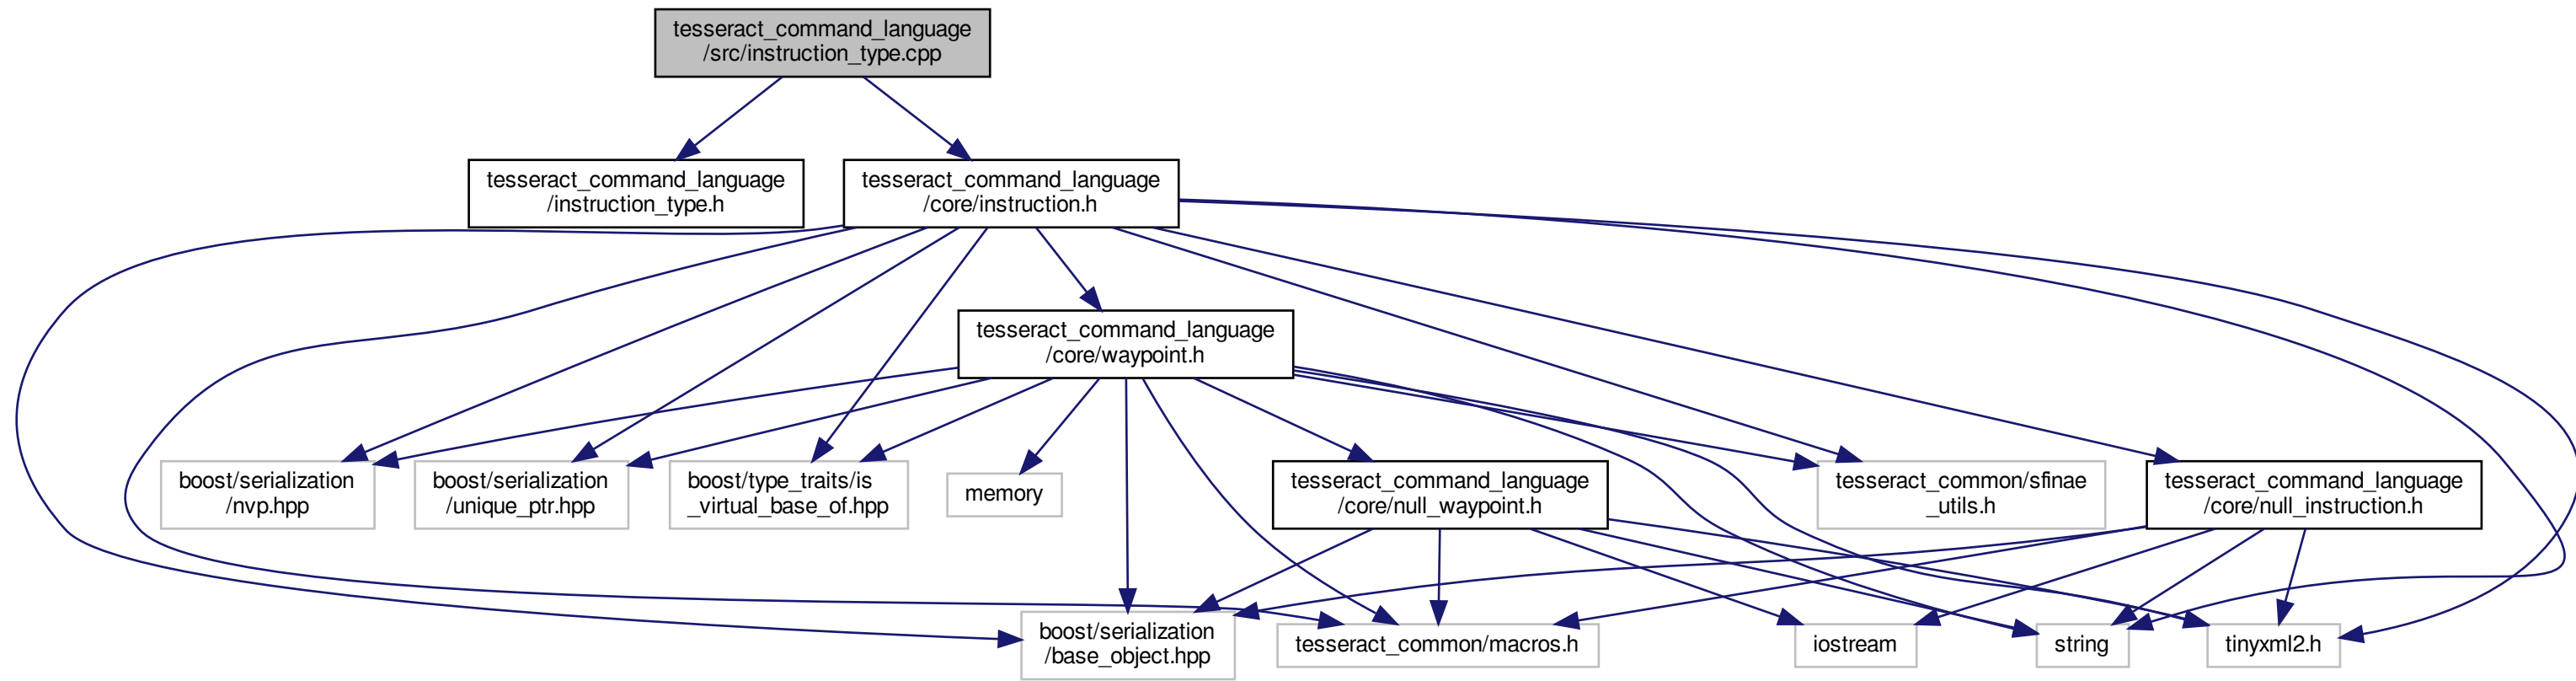 tesseract_command_language
/src/instruction_type.cpp
tesseract_command_language
/instruction_type.h
tesseract_command_language
/core/instruction.h
tesseract_command_language
/core/waypoint.h
boost/serialization
/nvp.hpp
boost/serialization
/unique_ptr.hpp
boost/type_traits/is
_virtual_base_of.hpp
memory
tesseract_command_language
/core/null_waypoint.h
tesseract_common/sfinae
_utils.h
tesseract_command_language
/core/null_instruction.h
boost/serialization
/base_object.hpp
tesseract_common/macros.h
iostream
string
tinyxml2.h